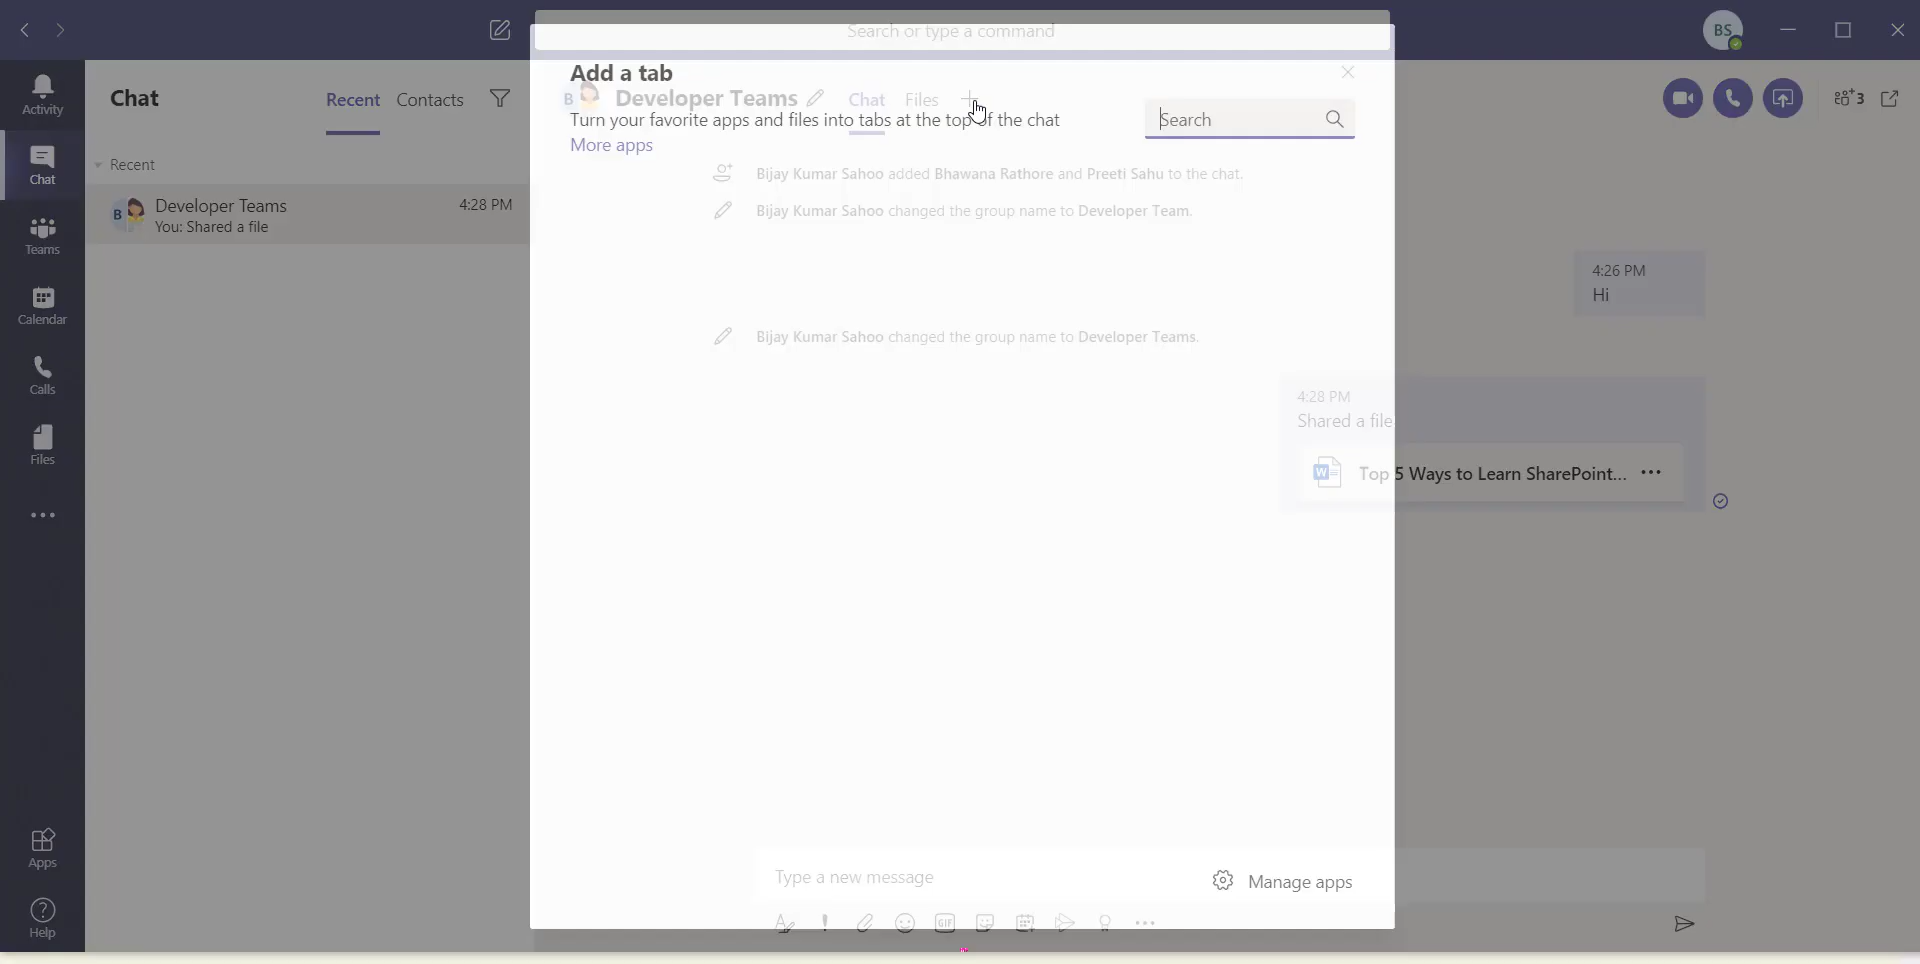 Search or type a command
BS
Activity
Chat
Teams
Calendar
Calls
Files
Apps
Help
Chat
Recent
Contacts
Recent
B
Developer Teams
4:28 PM
You: Shared a file
Add a tab
B
Developer Teams
Chat
Files
Turn your favorite apps and files into tabs at the top of the chat
More apps
Search
3
Bijay Kumar Sahoo added Bhawana Rathore and Preeti Sahu to the chat.
Bijay Kumar Sahoo changed the group name to Developer Team.
4:26 PM
Hi
Bijay Kumar Sahoo changed the group name to Developer Teams.
4:28 PM
Shared a file
W
Top 5 Ways to Learn SharePoint...
Type a new message
Manage apps
GIF